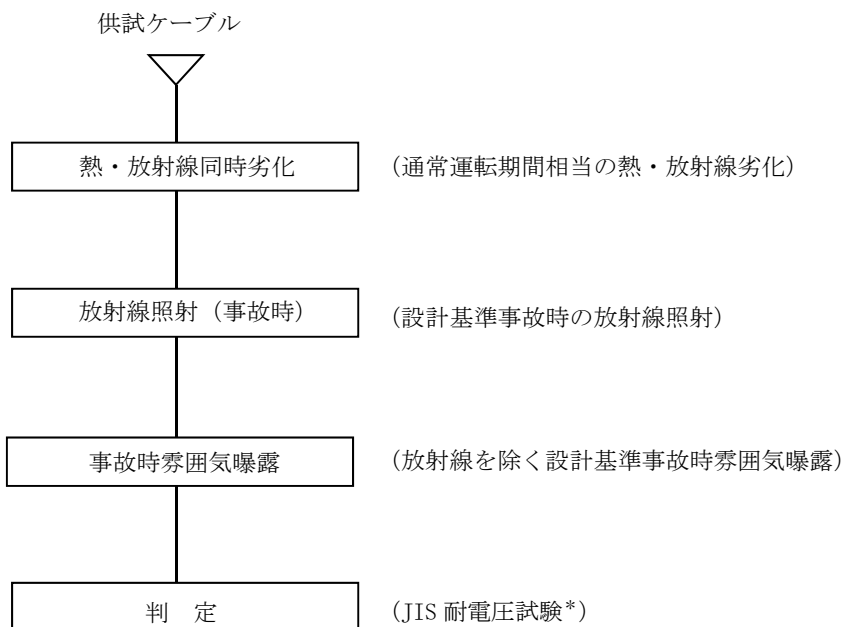 供試ケーブル
熱・放射線同時劣化 (通常運転期間相当の熱・放射線劣化)
放射線照射(事故時) (設計基準事故時の放射線照射)
事故時雰囲気曝露 (放射線を除く設計基準事故時雰囲気曝露)
判 定 (JIS 耐電圧試験*)